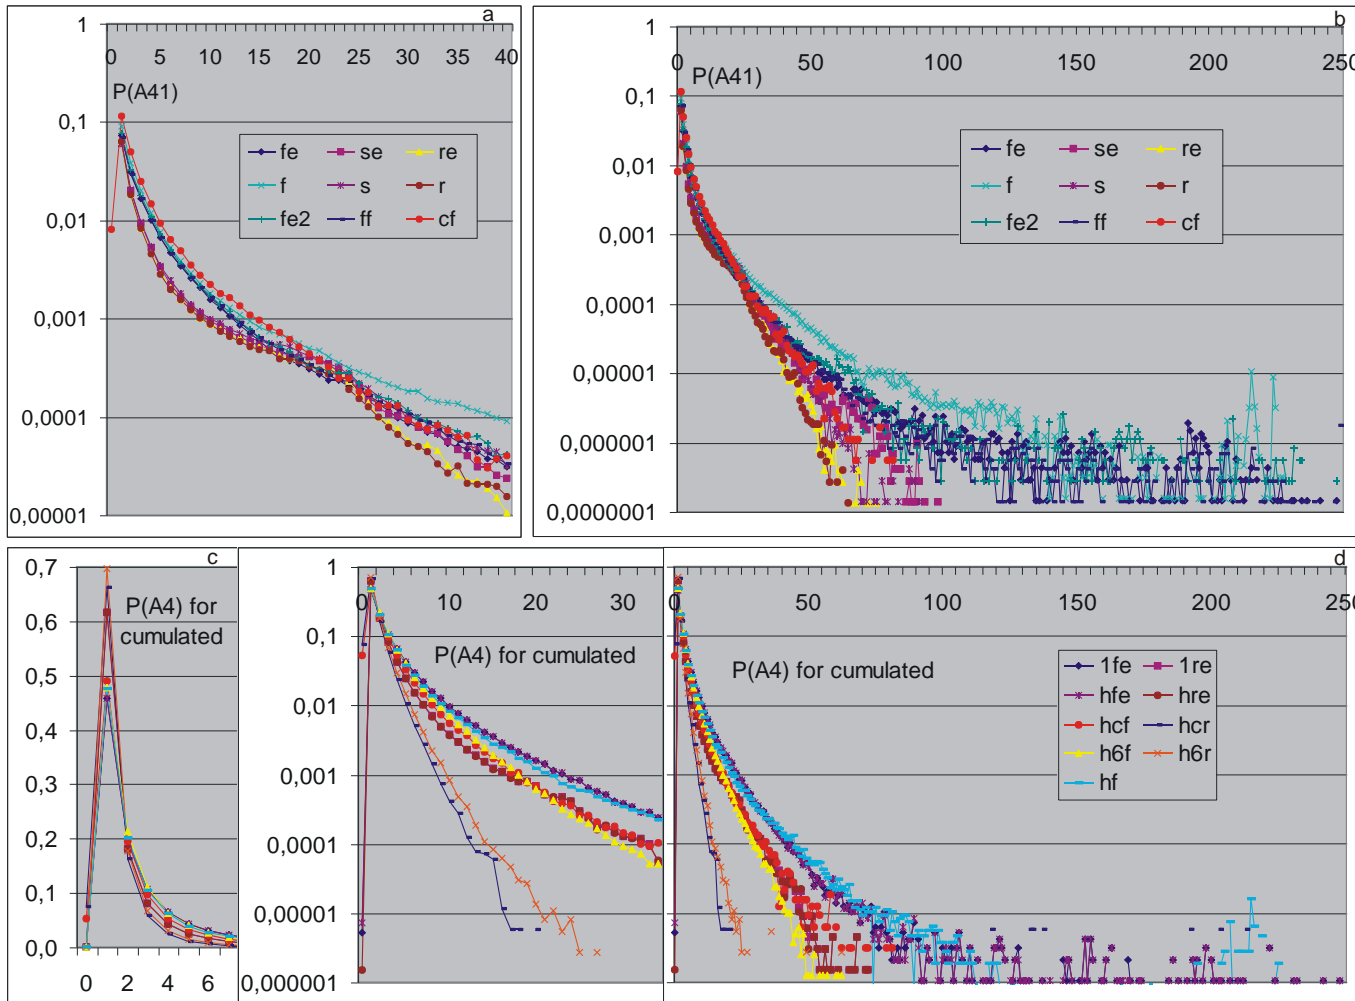 a
1
0 5 10 15 20 25 30 35 40
P(A41)
0,1
fe se re
f s r
fe2 ff cf
0,01
0,001
0,0001
0,00001
b
1
0 50 100 150 200 250
P(A41)
0,1
0,01
fe se re
f s r
fe2 ff cf
0,001
0,0001
0,00001
0,000001
0,0000001
c
0,7
P(A4) for
cumulated
0,6
0,5
0,4
0,3
0,2
0,1
0,0
0 2 4 6
1
0 10 20 30
0,1
P(A4) for cumulated
0,01
0,001
0,0001
0,00001
0,000001
d
0 50 100 150 200 250
P(A4) for cumulated
1fe 1re
hfe hre
hcf hcr
h6f h6r
hf